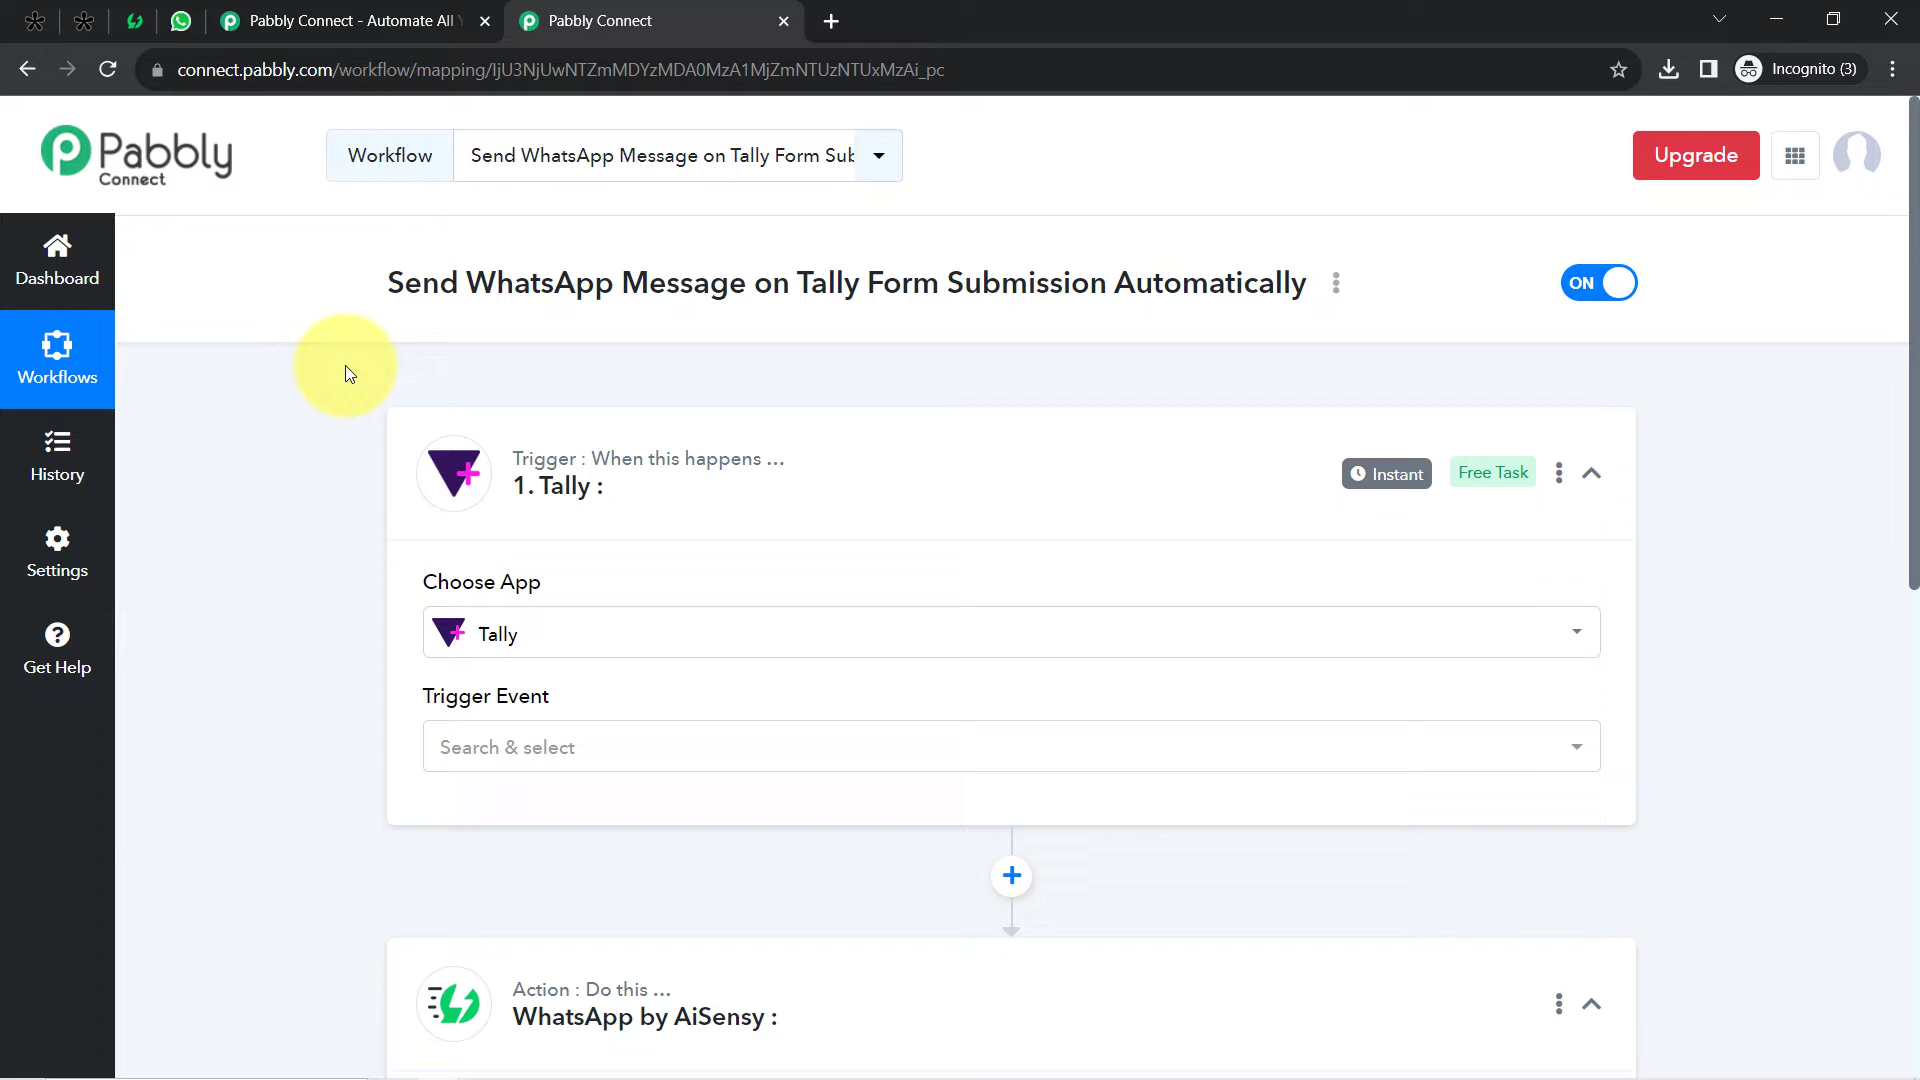 Pabbly Connect - Automate All
Pabbly Connect
connect.pabbly.com/workflow/mapping/IjU3NjUwNTZmMDYzMDA0MzA1MjZmNTUzNTUxMzAi_pc
Incognito (3)
Pabbly
Connect
Workflow
Send WhatsApp Message on Tally Form Sub
Upgrade
Dashboard
Workflows
History
Settings
Get Help
Send WhatsApp Message on Tally Form Submission Automatically
ON
Trigger : When this happens ...
1. Tally :
Instant
Free Task
Choose App
Tally
Trigger Event
Search & select
Action : Do this ...
WhatsApp by AiSensy :